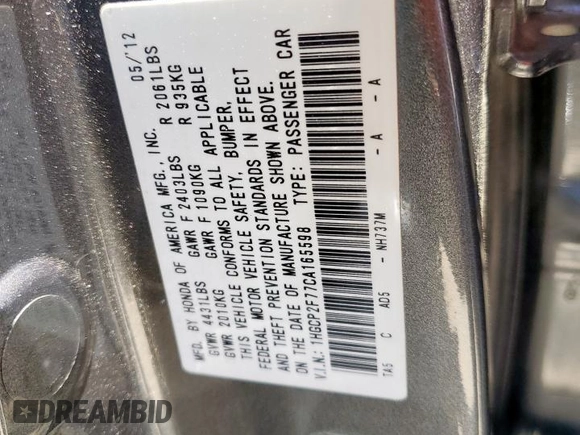 MFD. BY HONDA OF AMERICA MFG., INC. 05/'12
GVWR 4431LBS GAWR F 2403LBS R 2061LBS
GVWR 2010KG GAWR F 1090KG R 935KG
THIS VEHICLE CONFORMS TO ALL APPLICABLE
FEDERAL MOTOR VEHICLE SAFETY, BUMPER,
AND THEFT PREVENTION STANDARDS IN EFFECT
ON THE DATE OF MANUFACTURE SHOWN ABOVE.
V.I.N.: 1HGCP2F77CA165598 TYPE: PASSENGER CAR
TA5 C AD5 - NH737M - A - A
DREAMBID